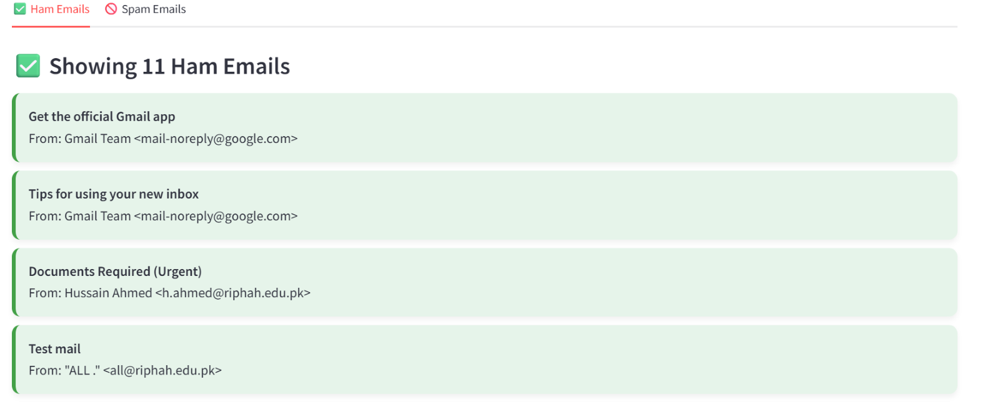 Ham Emails
Spam Emails
Showing 11 Ham Emails
Get the official Gmail app
From: Gmail Team <mail-noreply@google.com>
Tips for using your new inbox
From: Gmail Team <mail-noreply@google.com>
Documents Required (Urgent)
From: Hussain Ahmed <h.ahmed@riphah.edu.pk>
Test mail
From: "ALL ." <all@riphah.edu.pk>